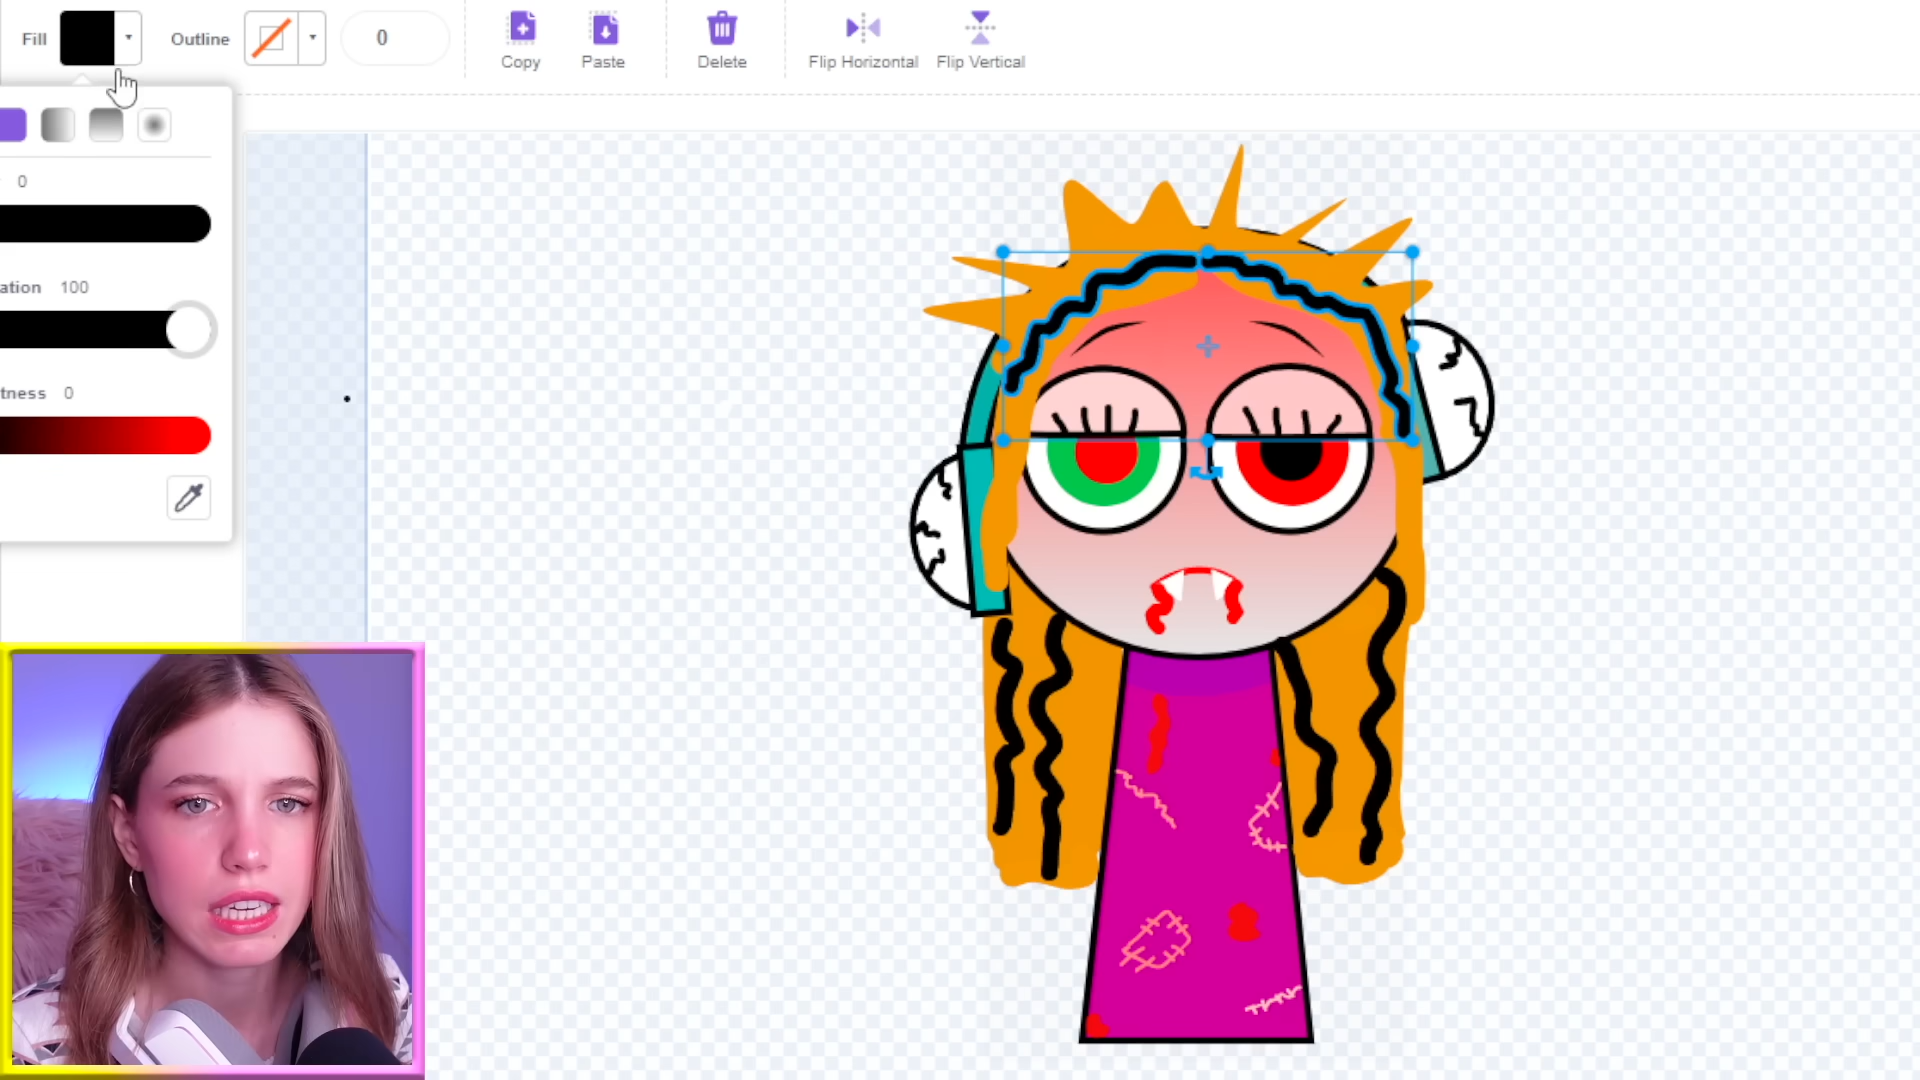 Fill
Outline
0
Copy
Paste
Delete
Flip Horizontal
Flip Vertical
0
ation 100
tness 0